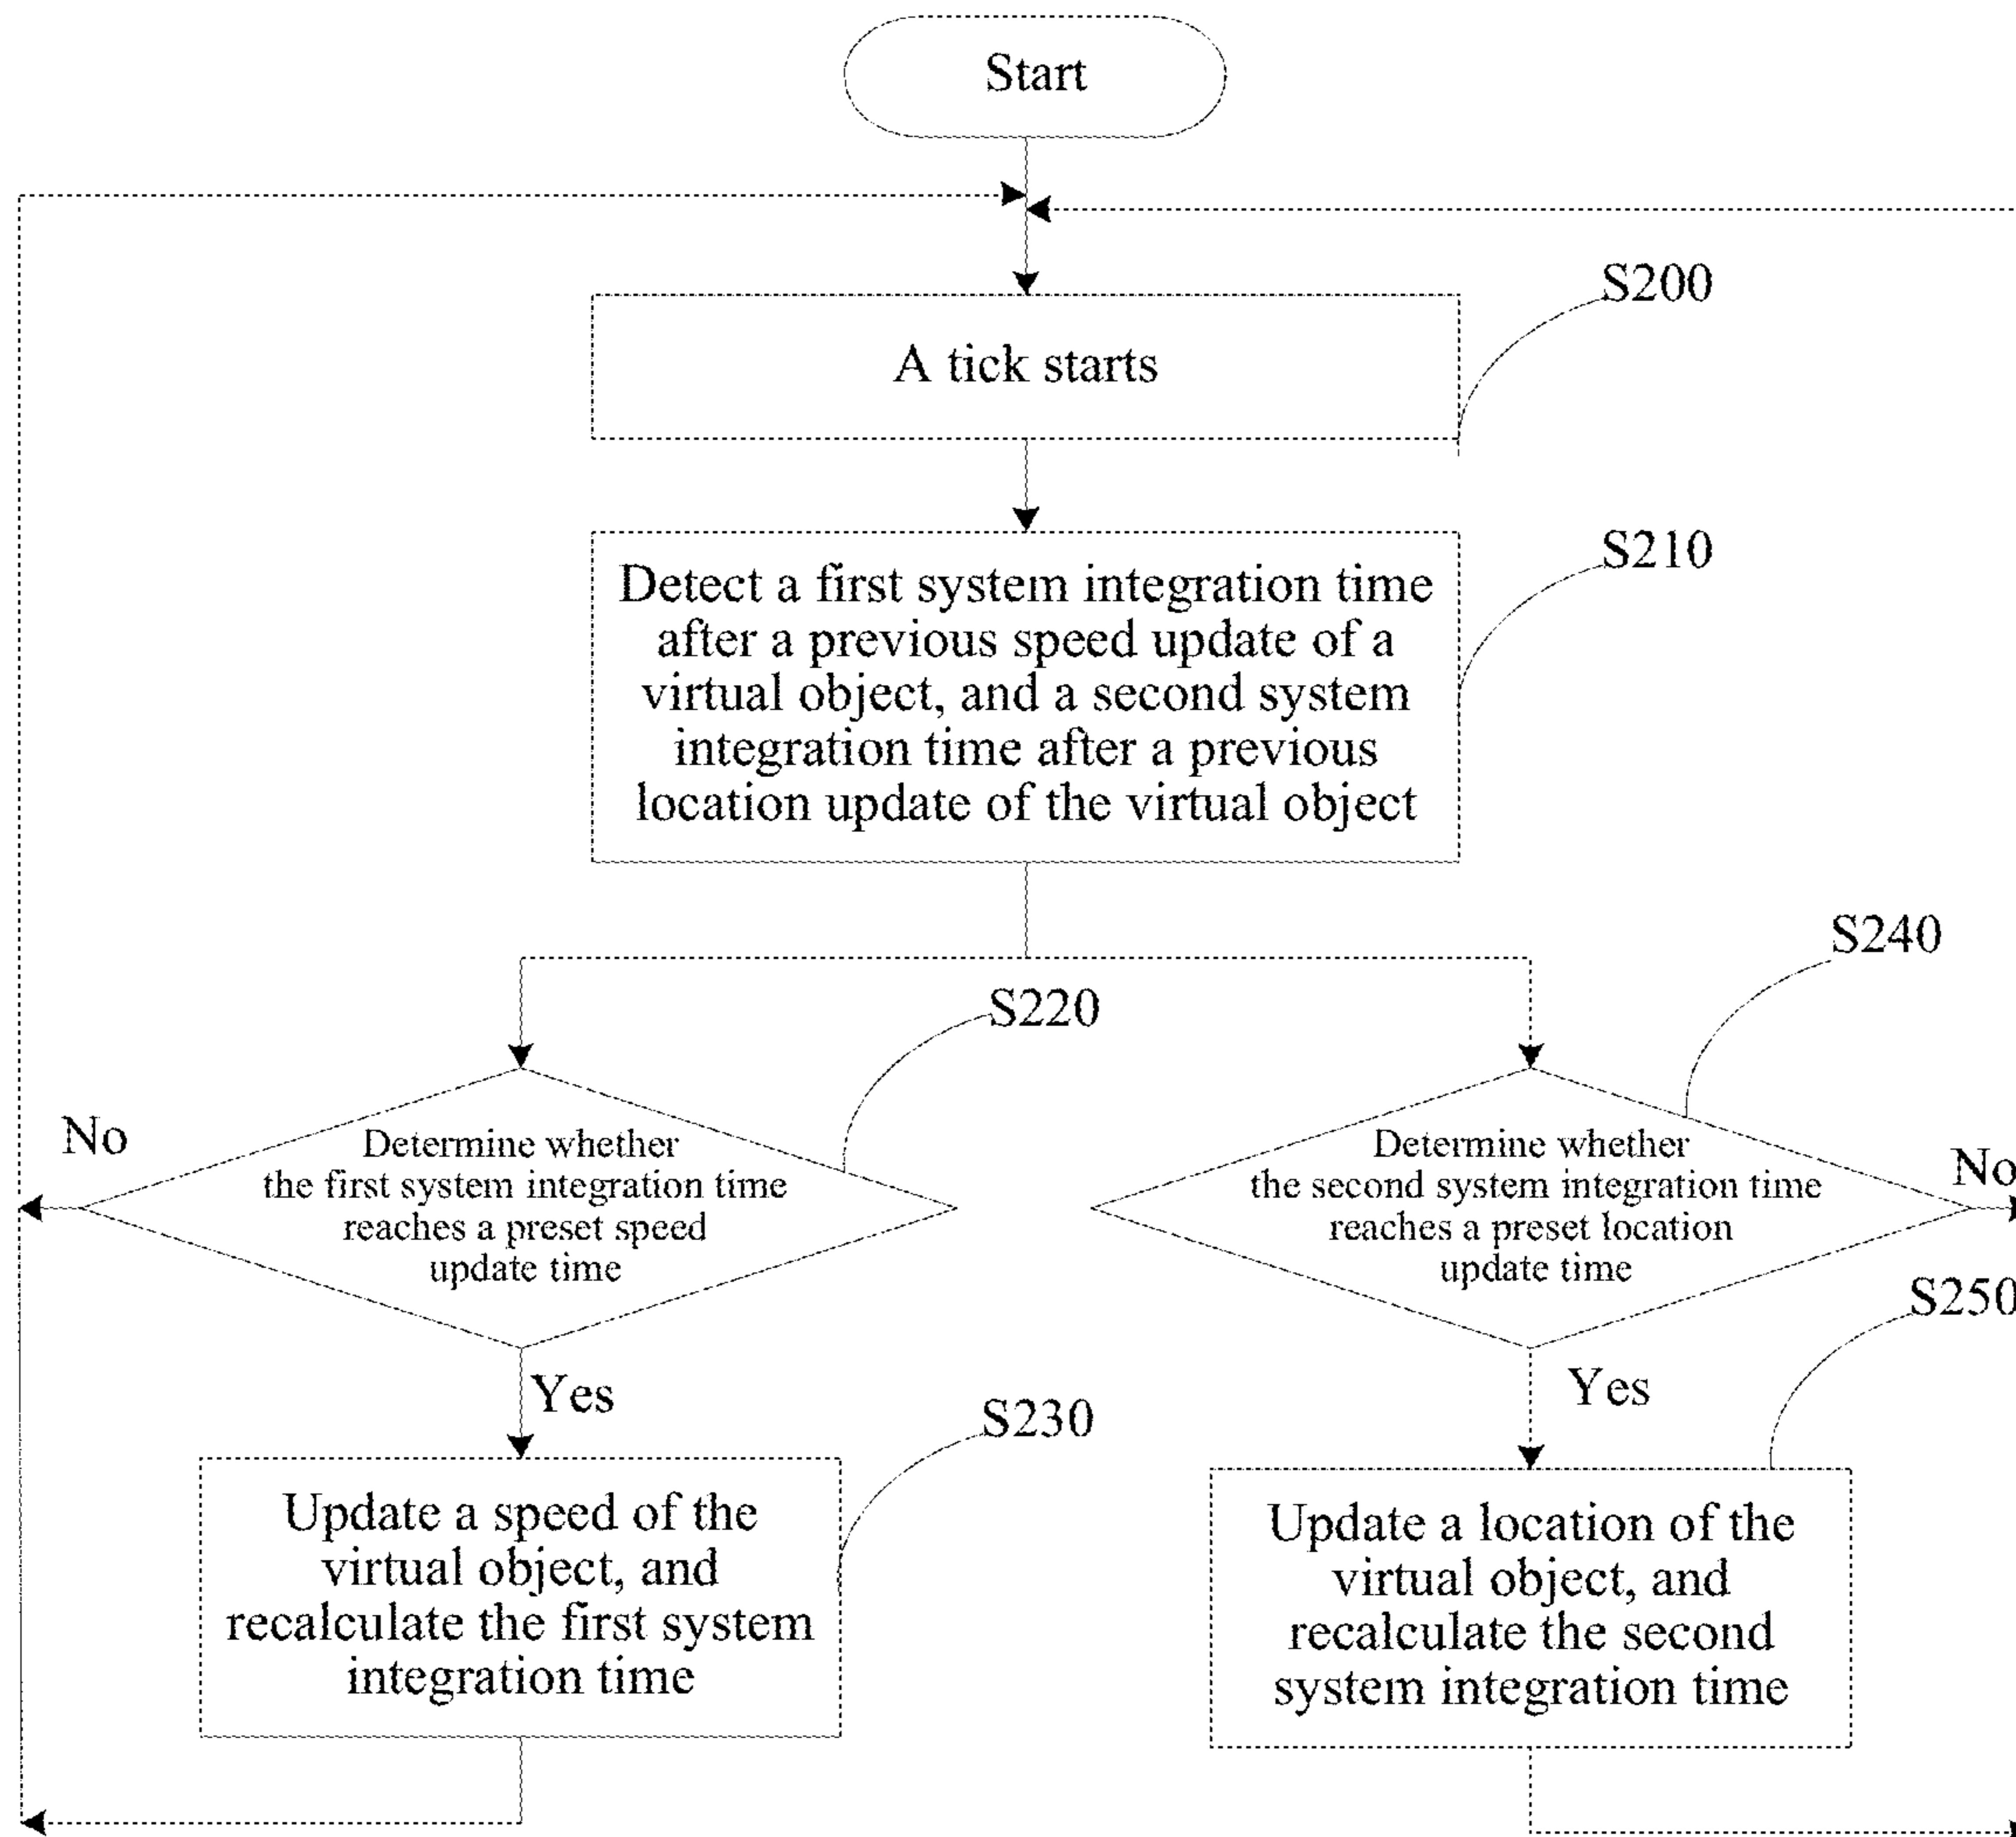 Start
S200
A tick starts
S210
Detect a first system integration time
after a previous speed update of a
virtual object, and a second system
integration time after a previous
location update of the virtual object
S240
S220
No
Determine whether
the first system integration time
reaches a preset speed
update time
Determine whether
the second system integration time
reaches a preset location
update time
No
S250
Yes
Yes
S230
Update a speed of the
virtual object, and
recalculate the first system
integration time
Update a location of the
virtual object, and
recalculate the second
system integration time